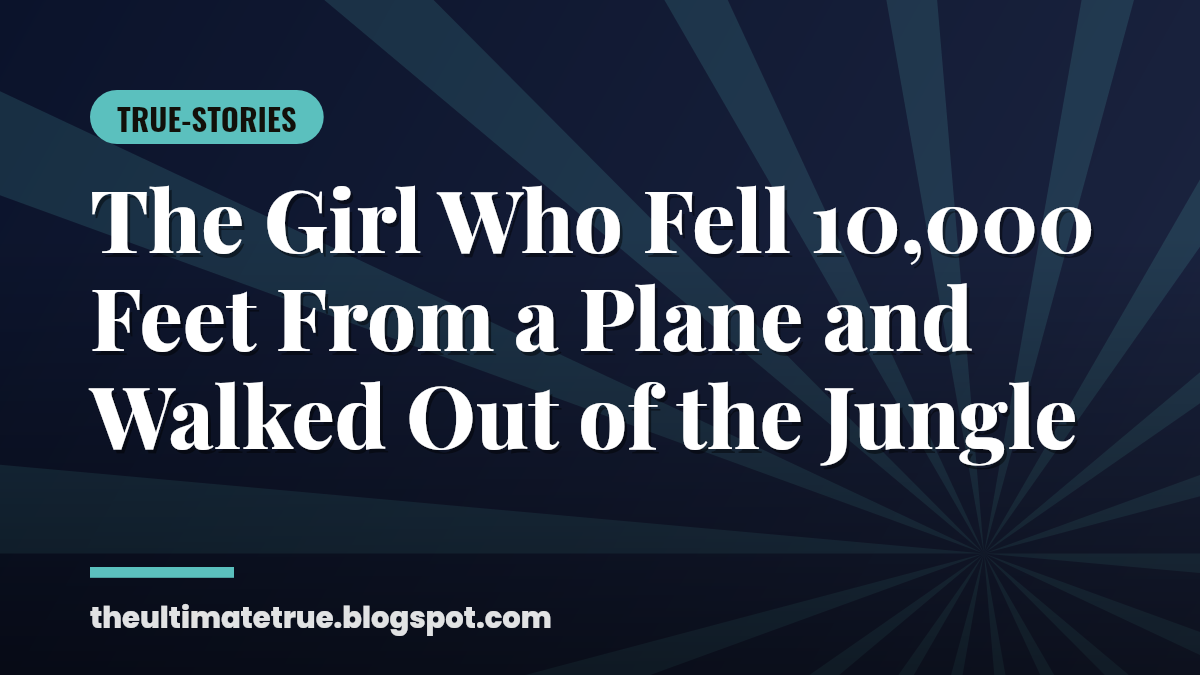 TRUE-STORIES
The Girl Who Fell 10,000
Feet From a Plane and
Walked Out of the Jungle
theultimatetrue.blogspot.com